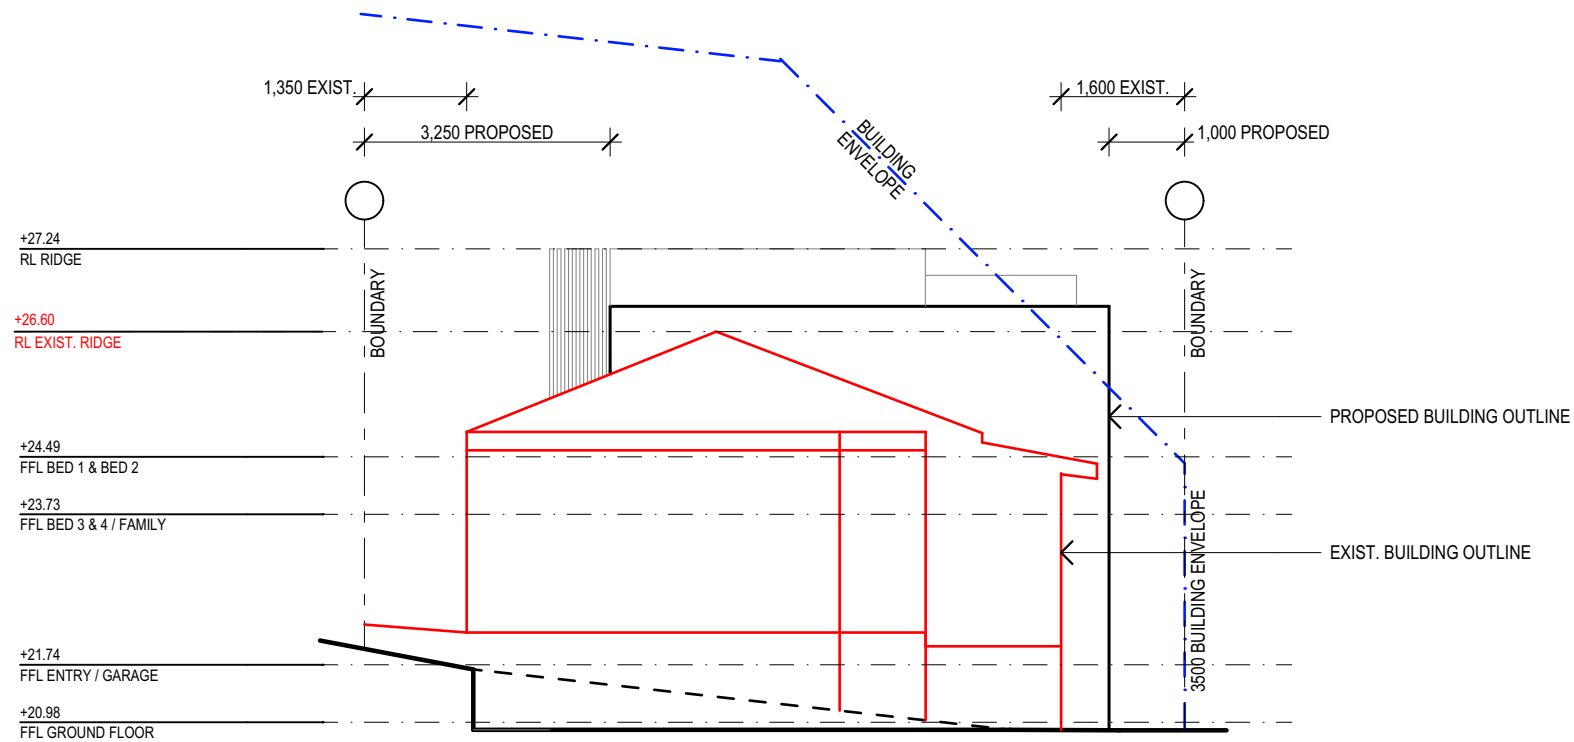 1,350 EXIST.
1,600 EXIST.
3,250 PROPOSED
1,000 PROPOSED
BUILDING
ENVELOPE
+27.24
RL RIDGE
BOUNDARY
BOUNDARY
+26.60
RL EXIST. RIDGE
PROPOSED BUILDING OUTLINE
+24.49
FFL BED 1 & BED 2
+23.73
FFL BED 3 & 4 / FAMILY
EXIST. BUILDING OUTLINE
3500 BUILDING ENVELOPE
+21.74
FFL ENTRY / GARAGE
+20.98
FFL GROUND FLOOR